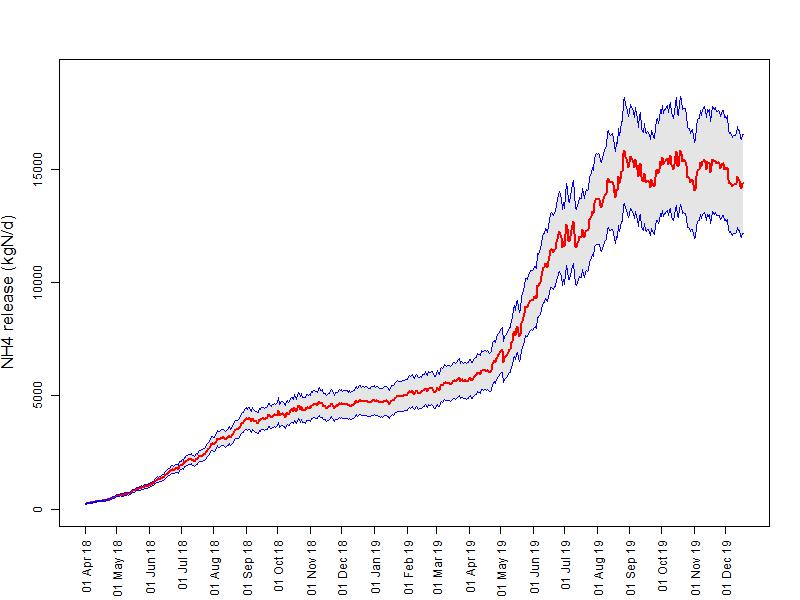 NH4 release (kgN/d)
15000
10000
5000
0
01 Apr 18
01 May 18
01 Jun 18
01 Jul 18
01 Aug 18
01 Sep 18
01 Oct 18
01 Nov 18
01 Dec 18
01 Jan 19
01 Feb 19
01 Mar 19
01 Apr 19
01 May 19
01 Jun 19
01 Jul 19
01 Aug 19
01 Sep 19
01 Oct 19
01 Nov 19
01 Dec 19